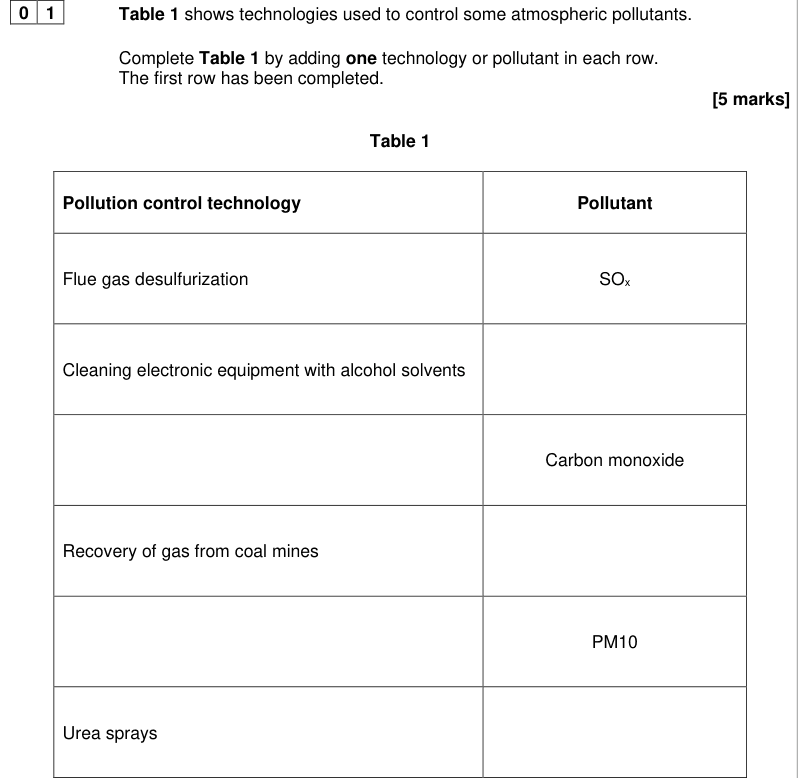 0 1 Table 1 shows technologies used to control some atmospheric pollutants.
Complete Table 1 by adding one technology or pollutant in each row.
The first row has been completed.
[5 marks]
Table 1
Pollution control technology Pollutant
Flue gas desulfurization SOₓ
Cleaning electronic equipment with alcohol solvents
Carbon monoxide
Recovery of gas from coal mines
PM10
Urea sprays